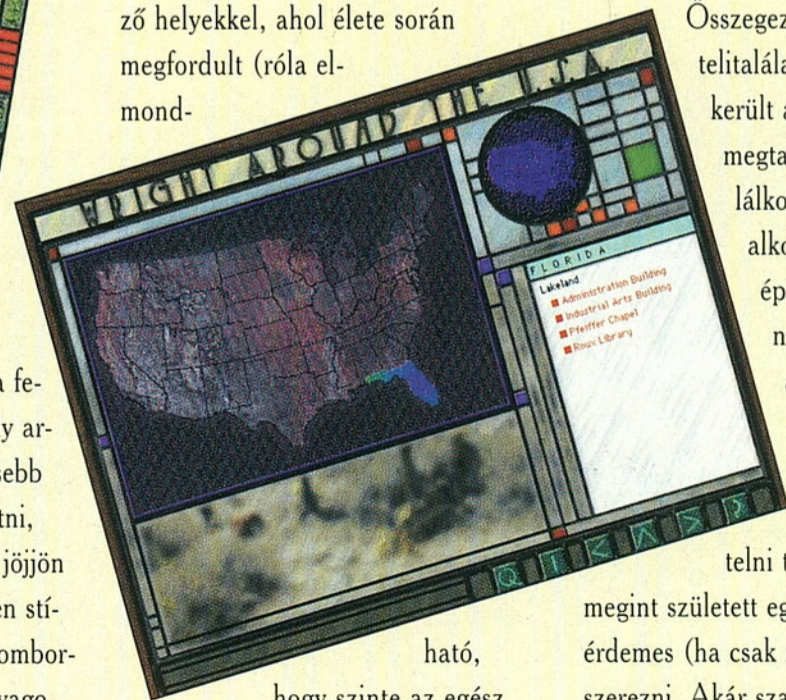 ző helyekkel, ahol élete során
megfordult (róla el-
mond-
ható,
hogy szinte az egész
a fe-
y ar-
sebb
tni,
jöjjön
en stí-
ombor-
vago
WRIGHT AROUND THE U.S.A.
FLORIDA
Lakeland
Administration Building
Industrial Arts Building
Pfeiffer Chapel
Roux Library
Összegez
telitalála
került a
megta
lálko
alko
ép
n
telni t
megint született eg
érdemes (ha csak
szerezni. Akár sza